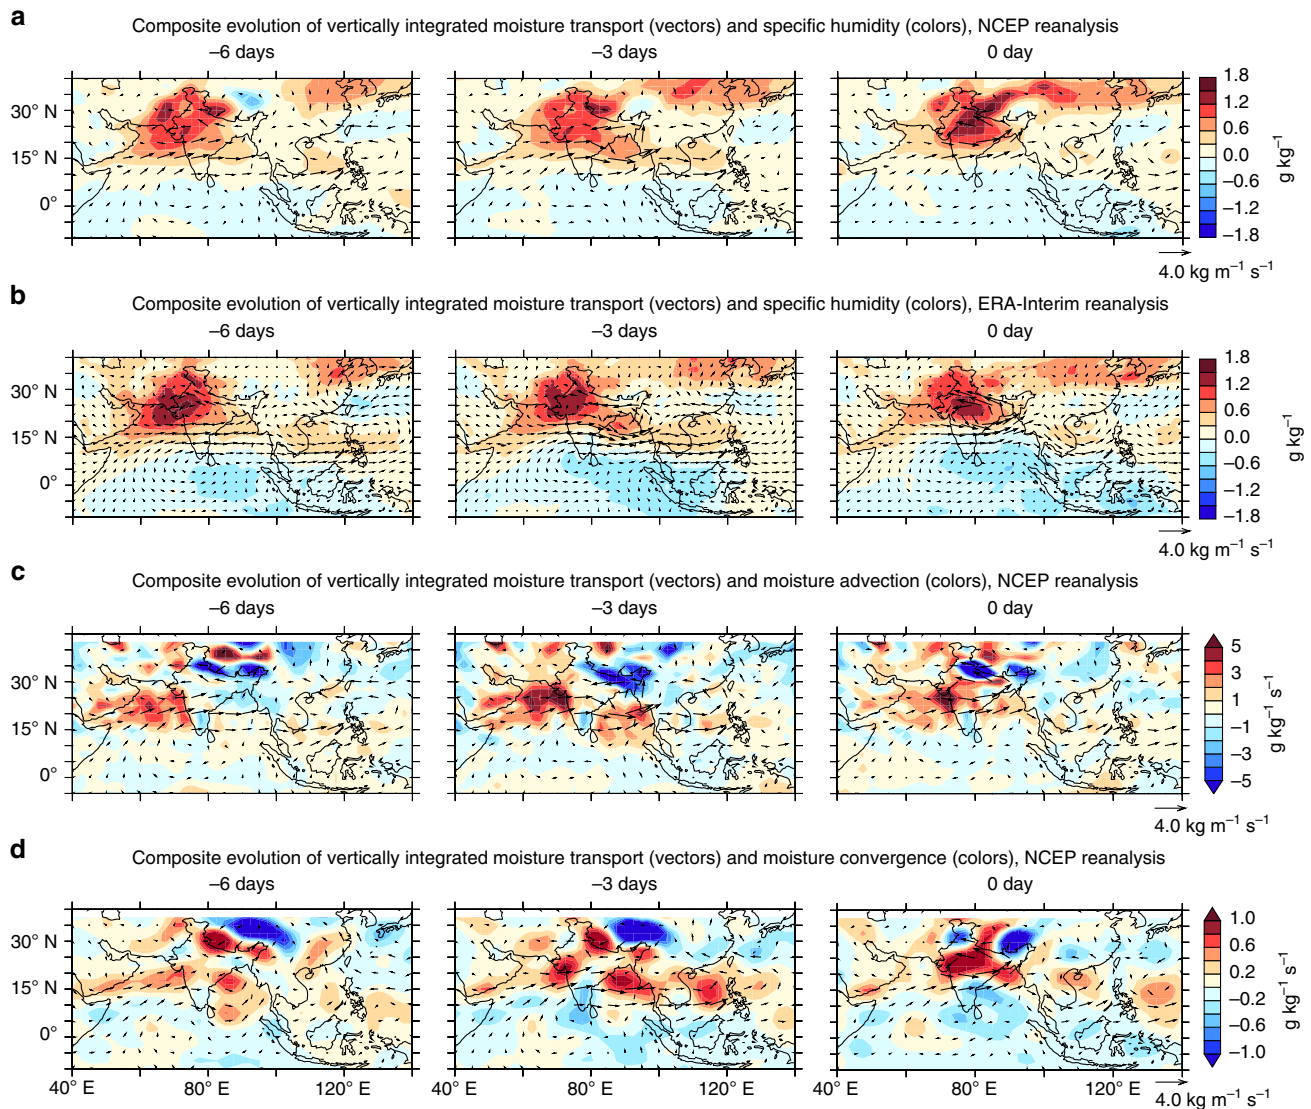 a
Composite evolution of vertically integrated moisture transport (vectors) and specific humidity (colors), NCEP reanalysis
–6 days
–3 days
0 day
30° N
15° N
0°
1.8
1.2
0.6
0.0
–0.6
–1.2
–1.8
g kg⁻¹
4.0 kg m⁻¹ s⁻¹
b
Composite evolution of vertically integrated moisture transport (vectors) and specific humidity (colors), ERA-Interim reanalysis
–6 days
–3 days
0 day
30° N
15° N
0°
1.8
1.2
0.6
0.0
–0.6
–1.2
–1.8
g kg⁻¹
4.0 kg m⁻¹ s⁻¹
c
Composite evolution of vertically integrated moisture transport (vectors) and moisture advection (colors), NCEP reanalysis
–6 days
–3 days
0 day
30° N
15° N
0°
5
3
1
–1
–3
–5
g kg⁻¹ s⁻¹
4.0 kg m⁻¹ s⁻¹
d
Composite evolution of vertically integrated moisture transport (vectors) and moisture convergence (colors), NCEP reanalysis
–6 days
–3 days
0 day
30° N
15° N
0°
1.0
0.6
0.2
–0.2
–0.6
–1.0
g kg⁻¹ s⁻¹
40° E
80° E
120° E
40° E
80° E
120° E
40° E
80° E
120° E
4.0 kg m⁻¹ s⁻¹